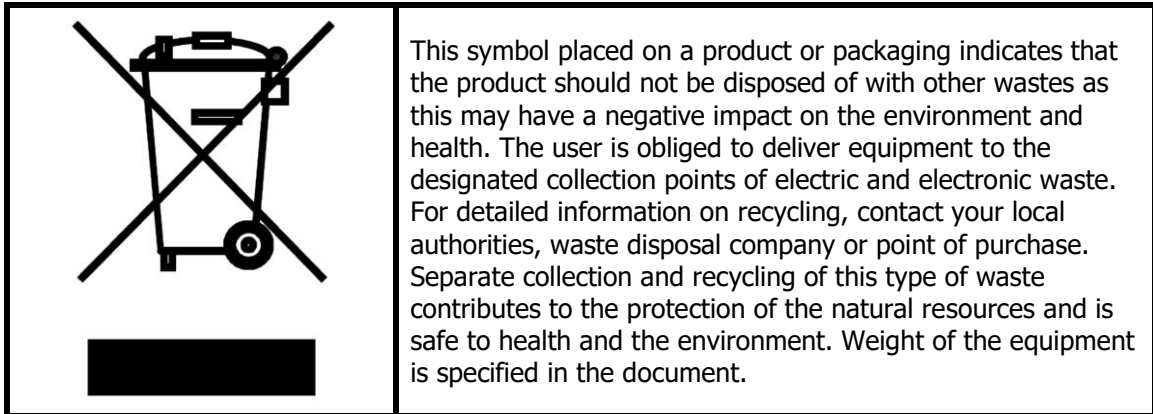 This symbol placed on a product or packaging indicates that
the product should not be disposed of with other wastes as
this may have a negative impact on the environment and
health. The user is obliged to deliver equipment to the
designated collection points of electric and electronic waste.
For detailed information on recycling, contact your local
authorities, waste disposal company or point of purchase.
Separate collection and recycling of this type of waste
contributes to the protection of the natural resources and is
safe to health and the environment. Weight of the equipment
is specified in the document.